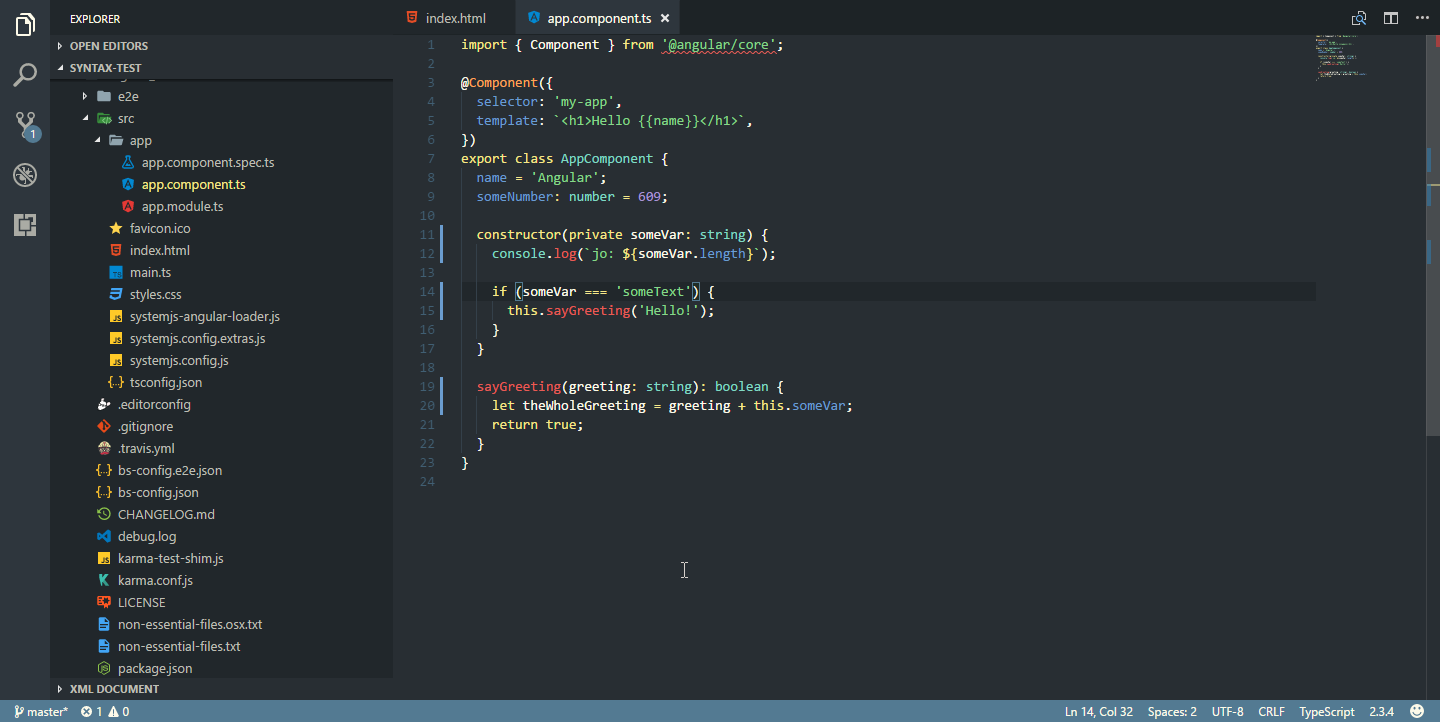 EXPLORER
OPEN EDITORS
SYNTAX-TEST
e2e
src
app
app.component.spec.ts
app.component.ts
app.module.ts
favicon.ico
index.html
main.ts
styles.css
systemjs-angular-loader.js
systemjs.config.extras.js
systemjs.config.js
tsconfig.json
.editorconfig
.gitignore
.travis.yml
bs-config.e2e.json
bs-config.json
CHANGELOG.md
debug.log
karma-test-shim.js
karma.conf.js
LICENSE
non-essential-files.osx.txt
non-essential-files.txt
package.json
XML DOCUMENT
1
index.html app.component.ts
1 import { Component } from '@angular/core';
2
3 @Component({
4   selector: 'my-app',
5   template: `<h1>Hello {{name}}</h1>`,
6 })
7 export class AppComponent {
8   name = 'Angular';
9   someNumber: number = 609;
10
11   constructor(private someVar: string) {
12     console.log(`jo: ${someVar.length}`);
13
14     if (someVar === 'someText') {
15       this.sayGreeting('Hello!');
16     }
17   }
18
19   sayGreeting(greeting: string): boolean {
20     let theWholeGreeting = greeting + this.someVar;
21     return true;
22   }
23 }
24
master* 1 0 Ln 14, Col 32 Spaces: 2 UTF-8 CRLF TypeScript 2.3.4